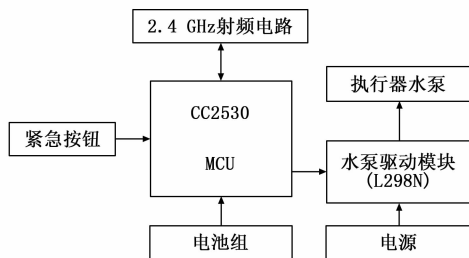 2.4 GHz射频电路
执行器水泵
CC2530
紧急按钮
MCU
水泵驱动模块
(L298N)
电池组
电源